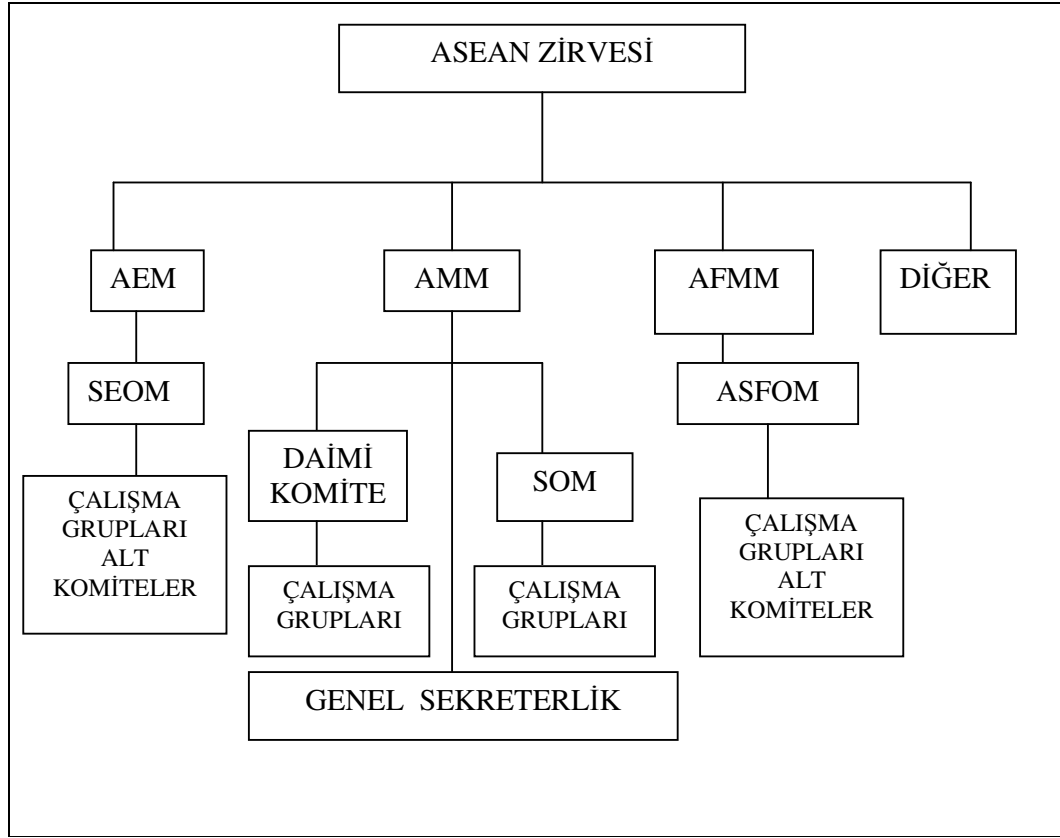 ASEAN ZİRVESİ
AEM
AMM
AFMM
DİĞER
SEOM
ASFOM
DAİMİ
KOMİTE
SOM
ÇALIŞMA
GRUPLARI
ALT
KOMİTELER
ÇALIŞMA
GRUPLARI
ÇALIŞMA
GRUPLARI
ÇALIŞMA
GRUPLARI
ALT
KOMİTELER
GENEL SEKRETERLİK